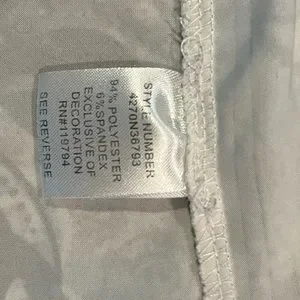 STYLE NUMBER
4270N36793
94% POLYESTER
6% SPANDEX
EXCLUSIVE OF
DECORATION
RN#119794
SEE REVERSE